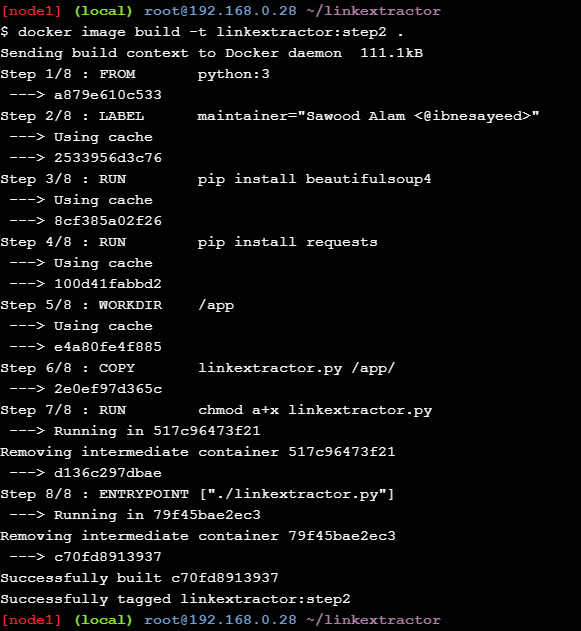 [node1] (local) root@192.168.0.28 ~/linkextractor
$ docker image build -t linkextractor:step2 .
Sending build context to Docker daemon  111.1kB
Step 1/8 : FROM       python:3
 ---> a879e610c533
Step 2/8 : LABEL      maintainer="Sawood Alam <@ibnesayeed>"
 ---> Using cache
 ---> 2533956d3c76
Step 3/8 : RUN        pip install beautifulsoup4
 ---> Using cache
 ---> 8cf385a02f26
Step 4/8 : RUN        pip install requests
 ---> Using cache
 ---> 100d41fabbd2
Step 5/8 : WORKDIR    /app
 ---> Using cache
 ---> e4a80fe4f885
Step 6/8 : COPY       linkextractor.py /app/
 ---> 2e0ef97d365c
Step 7/8 : RUN        chmod a+x linkextractor.py
 ---> Running in 517c96473f21
Removing intermediate container 517c96473f21
 ---> d136c297dbae
Step 8/8 : ENTRYPOINT ["./linkextractor.py"]
 ---> Running in 79f45bae2ec3
Removing intermediate container 79f45bae2ec3
 ---> c70fd8913937
Successfully built c70fd8913937
Successfully tagged linkextractor:step2
[node1] (local) root@192.168.0.28 ~/linkextractor